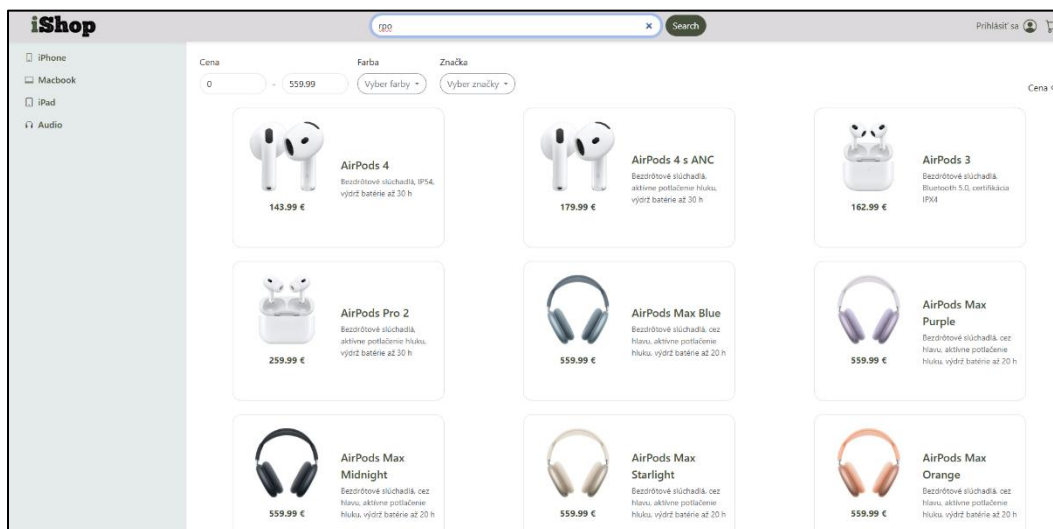 iShop
rpo
Search
Prihlásiť sa
iPhone
Macbook
iPad
Audio
Cena
Farba
Značka
0 - 559.99
Vyber farby
Vyber značky
Cena
AirPods 4
Bezdrôtové slúchadlá, IP54,
výdrž batérie až 30 h
143.99 €
AirPods 4 s ANC
Bezdrôtové slúchadlá,
aktívne potlačenie hluku,
výdrž batérie až 30 h
179.99 €
AirPods 3
Bezdrôtové slúchadlá,
Bluetooth 5.0, certifikácia
IPX4
162.99 €
AirPods Pro 2
Bezdrôtové slúchadlá,
aktívne potlačenie hluku,
výdrž batérie až 30 h
259.99 €
AirPods Max Blue
Bezdrôtové slúchadlá, cez
hlavu, aktívne potlačenie
hluku, výdrž batérie až 20 h
559.99 €
AirPods Max
Purple
Bezdrôtové slúchadlá, cez
hlavu, aktívne potlačenie
hluku, výdrž batérie až 20 h
559.99 €
AirPods Max
Midnight
Bezdrôtové slúchadlá, cez
hlavu, aktívne potlačenie
hluku, výdrž batérie až 20 h
559.99 €
AirPods Max
Starlight
Bezdrôtové slúchadlá, cez
hlavu, aktívne potlačenie
hluku, výdrž batérie až 20 h
559.99 €
AirPods Max
Orange
Bezdrôtové slúchadlá, cez
hlavu, aktívne potlačenie
hluku, výdrž batérie až 20 h
559.99 €